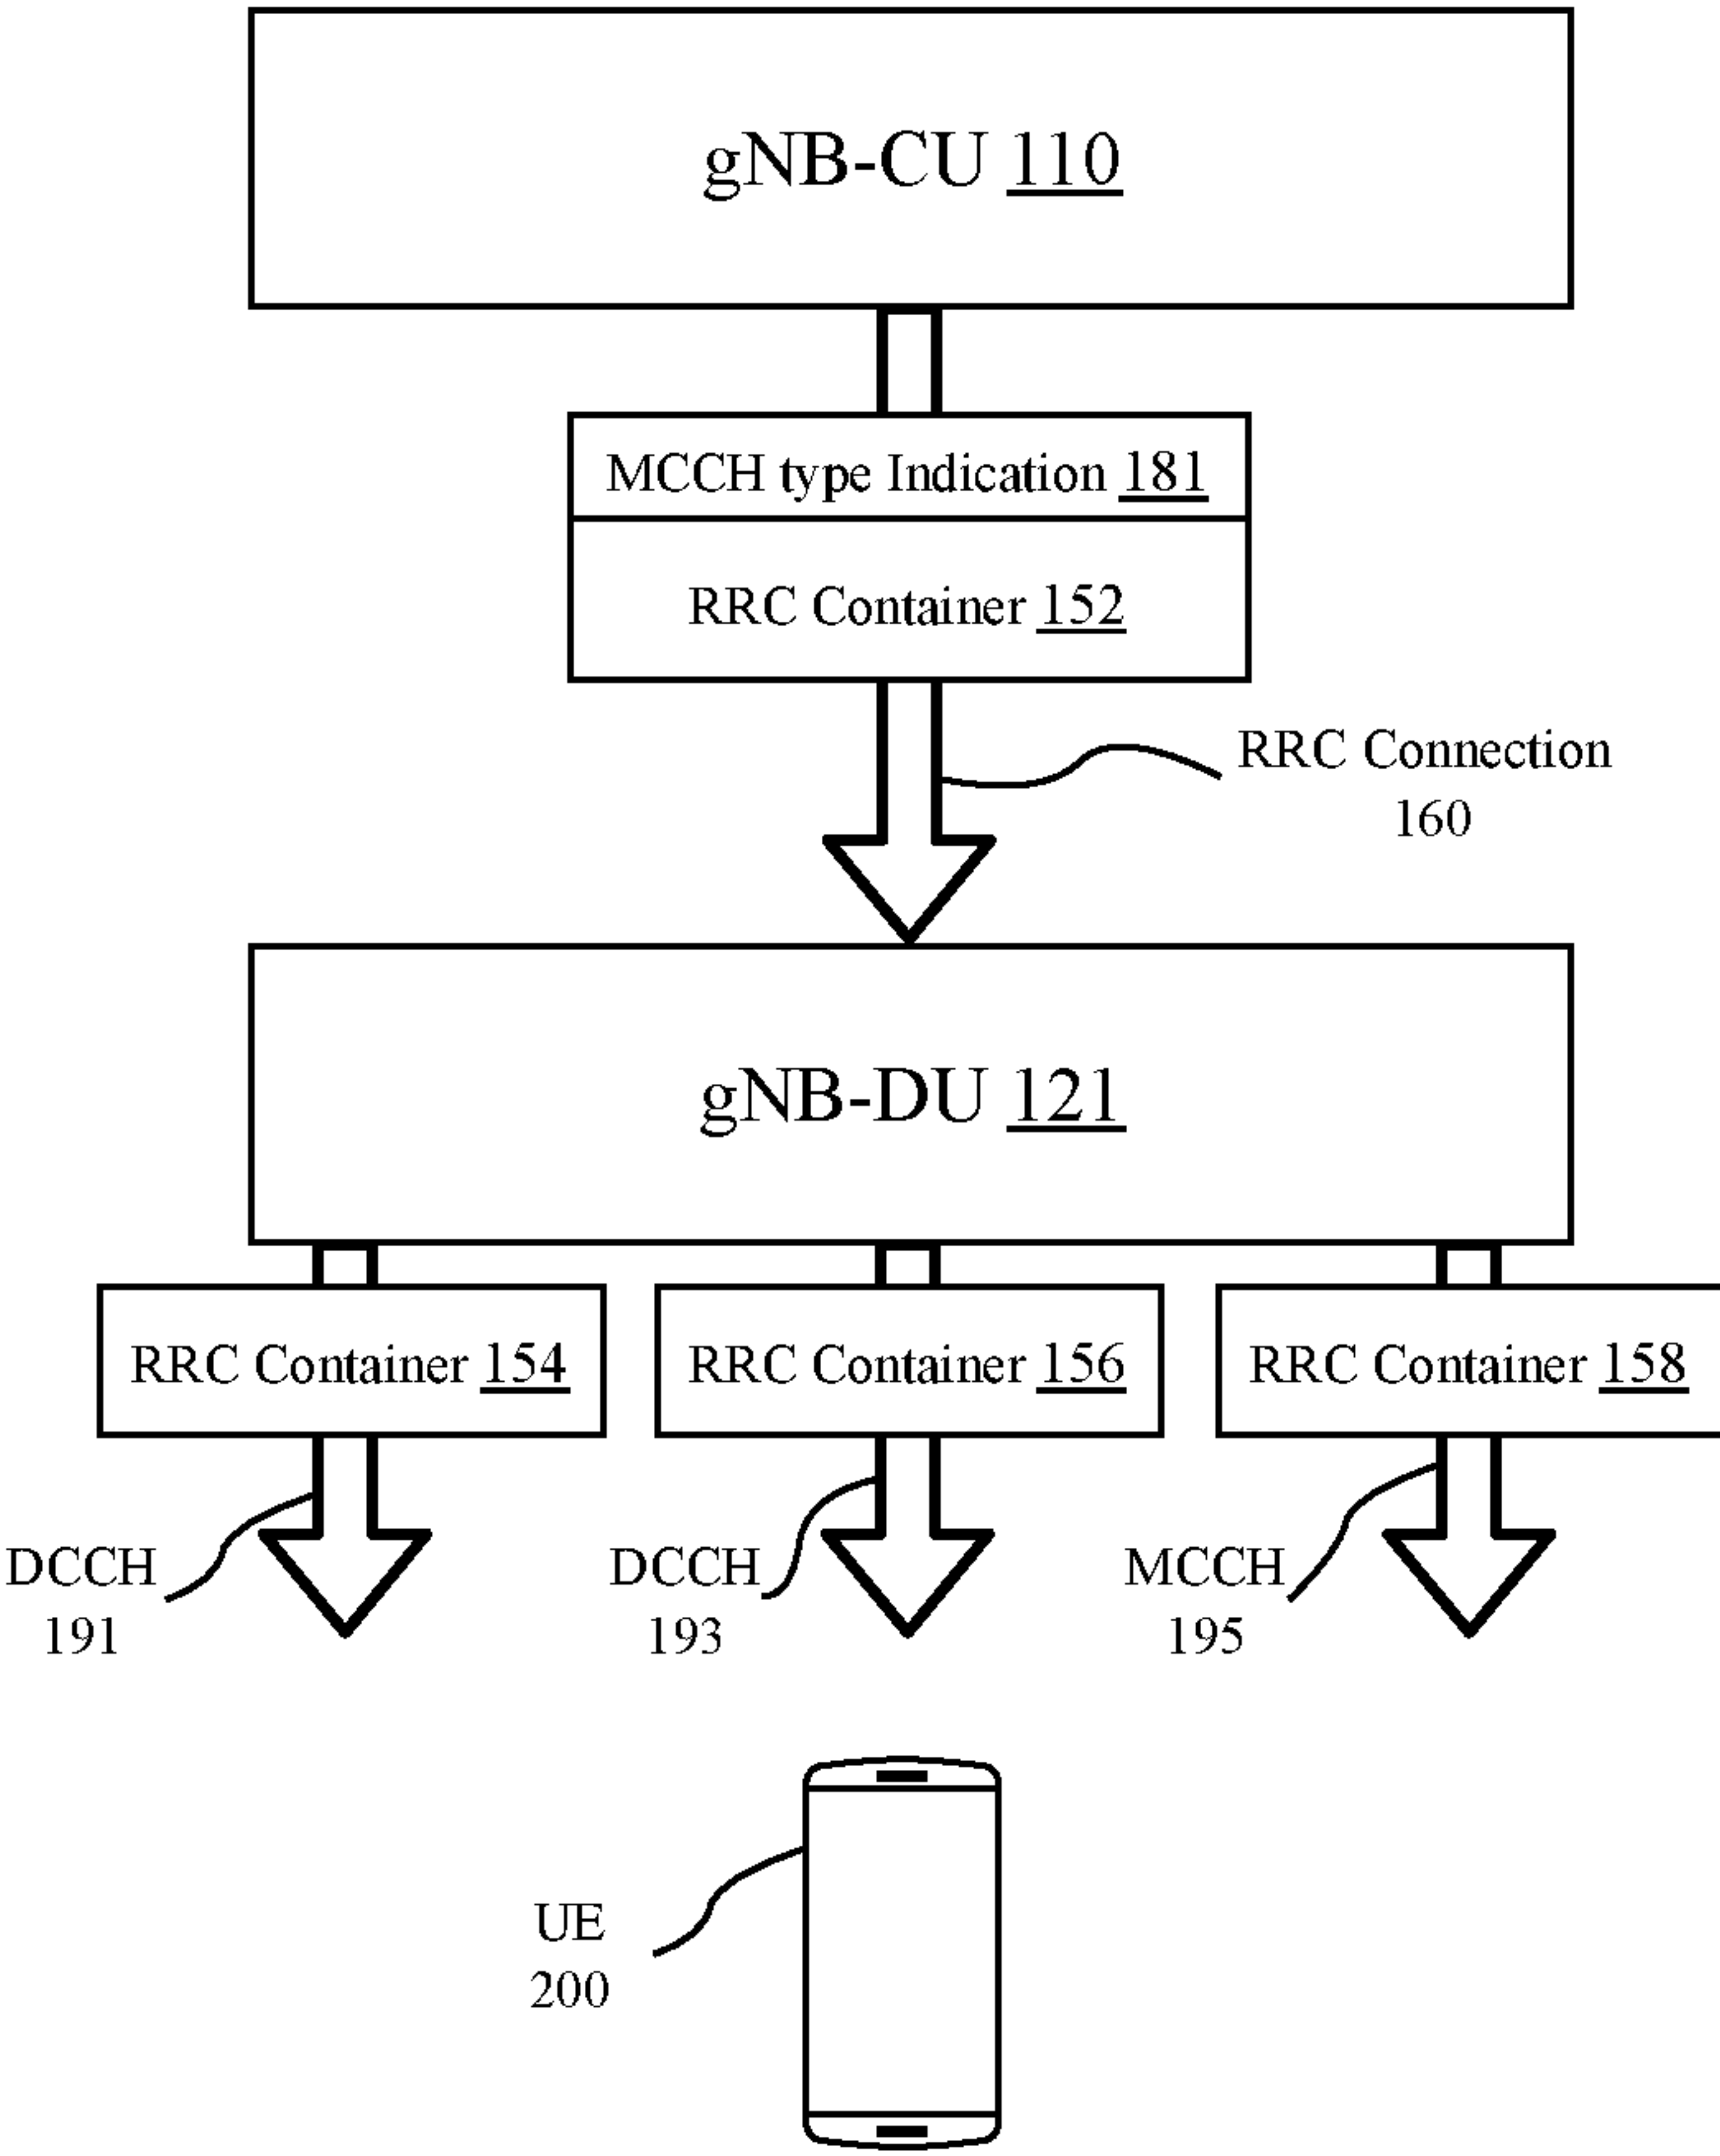 gNB-CU 110
MCCH type Indication 181
RRC Container 152
RRC Connection
160
gNB-DU 121
RRC Container 154
RRC Container 156
RRC Container 158
DCCH
191
DCCH
193
MCCH
195
UE
200